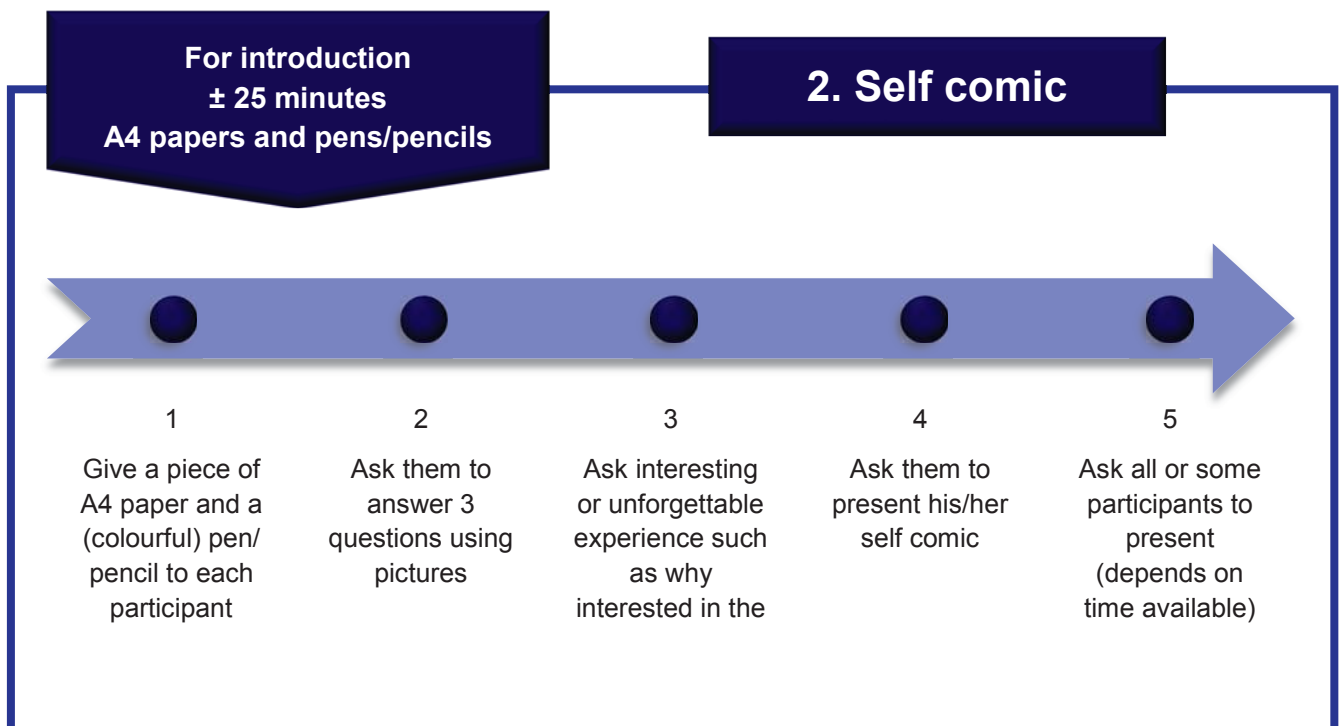 For introduction
± 25 minutes
A4 papers and pens/pencils
2. Self comic
1
Give a piece of
A4 paper and a
(colourful) pen/
pencil to each
participant
2
Ask them to
answer 3
questions using
pictures
3
Ask interesting
or unforgettable
experience such
as why
interested in the
4
Ask them to
present his/her
self comic
5
Ask all or some
participants to
present
(depends on
time available)